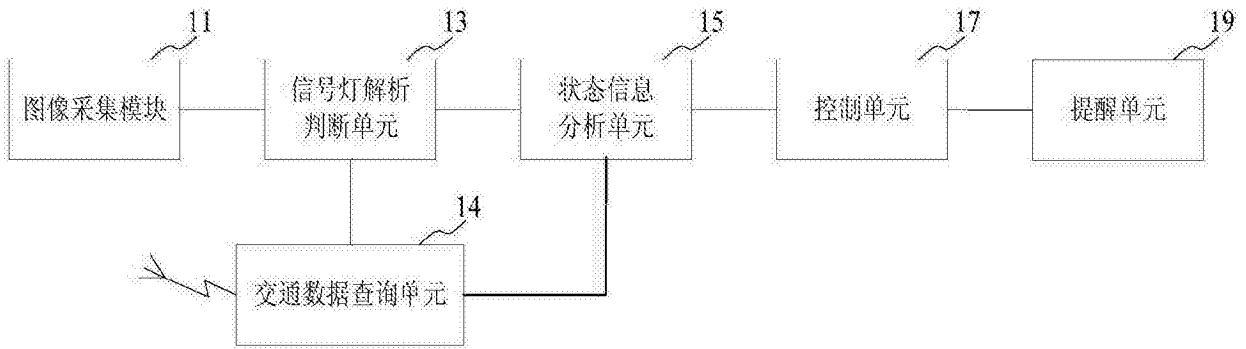 11
13
15
17
19
图像采集模块
信号灯解析
判断单元
状态信息
分析单元
控制单元
提醒单元
14
交通数据查询单元